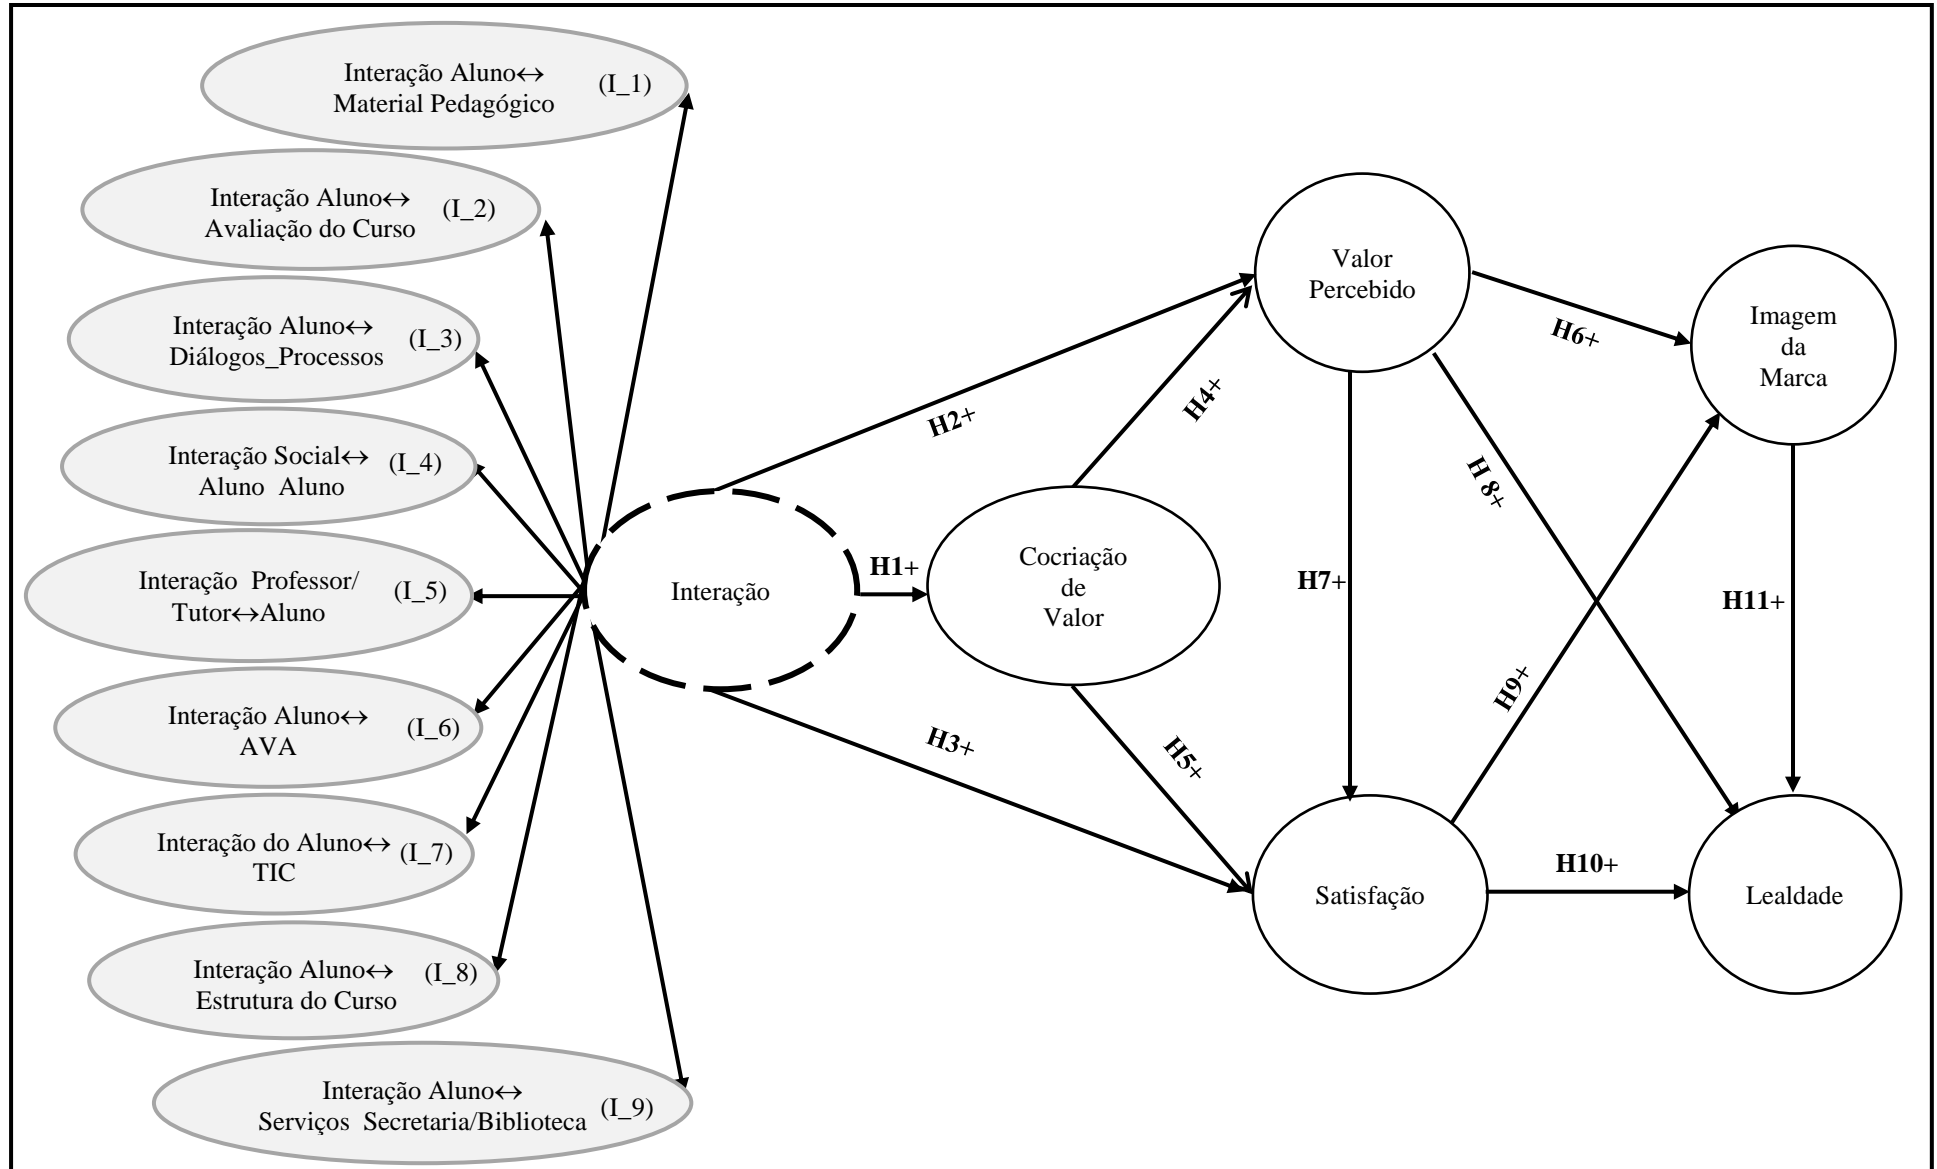 Interação Aluno↔
Material Pedagógico
(I_1)
Interação Aluno↔
Avaliação do Curso
(I_2)
Interação Aluno↔
Diálogos_Processos
(I_3)
Interação Social↔
Aluno Aluno
(I_4)
Interação Professor/
Tutor↔Aluno
(I_5)
Interação Aluno↔
AVA
(I_6)
Interação do Aluno↔
TIC
(I_7)
Interação Aluno↔
Estrutura do Curso
(I_8)
Interação Aluno↔
Serviços Secretaria/Biblioteca
(I_9)
Interação
H1+
H2+
H3+
Cocriação
de
Valor
H4+
H5+
Valor
Percebido
H6+
H7+
H 8+
Satisfação
H9+
H10+
Imagem
da
Marca
H11+
Lealdade